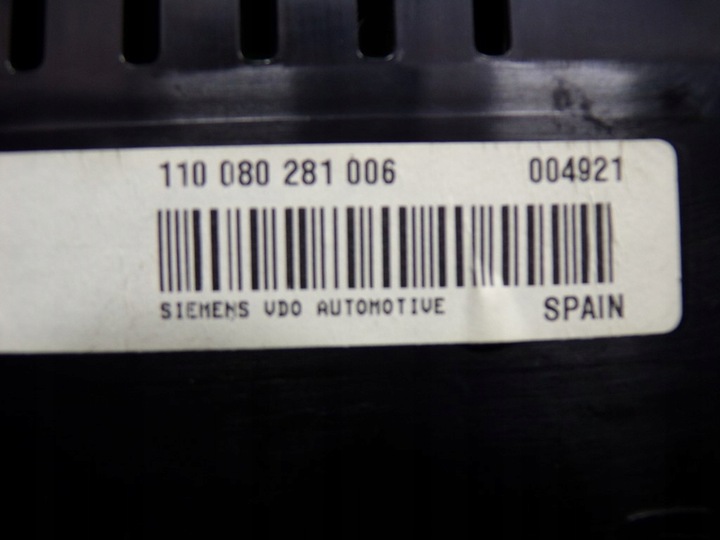 110 080 281 006 004921
SIEMENS VDO AUTOMOTIVE SPAIN